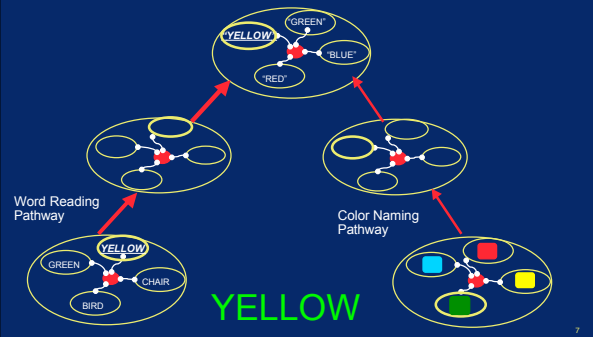 "GREEN"
"YELLOW"
"BLUE"
"RED"
Word Reading
Pathway
Color Naming
Pathway
YELLOW
GREEN
CHAIR
BIRD
YELLOW
7